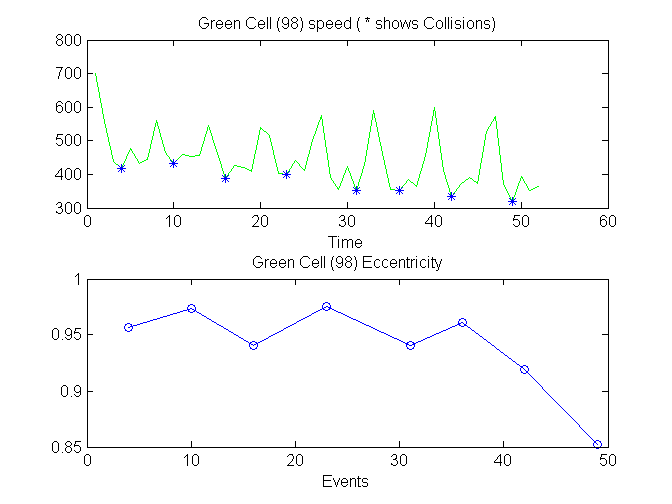 Green Cell (98) speed ( * shows Collisions)
800
700
600
500
400
300
0 10 20 30 40 50 60
Time
Green Cell (98) Eccentricity
1
0.95
0.9
0.85
0 10 20 30 40 50
Events